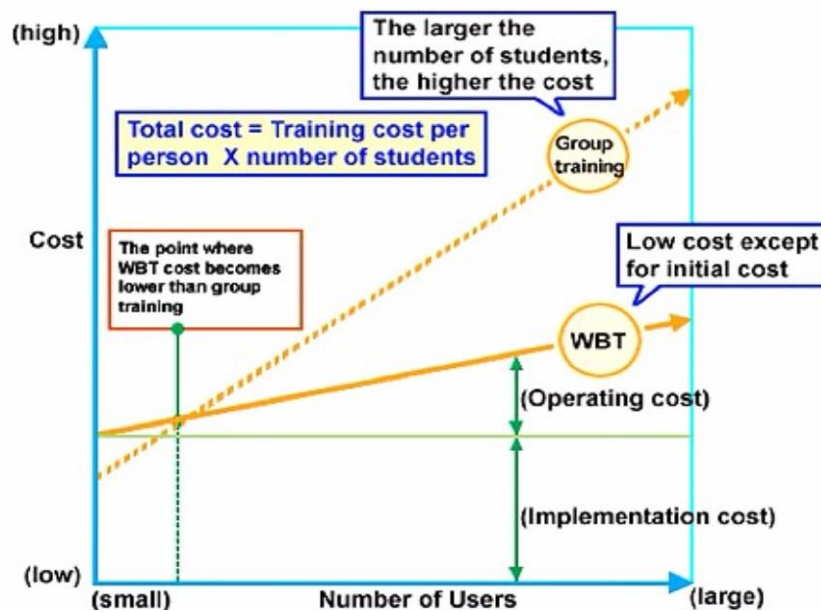 (high)
The larger the
number of students,
the higher the cost
Total cost = Training cost per
person X number of students
Group
training
Cost
The point where
WBT cost becomes
lower than group
training
Low cost except
for initial cost
WBT
(Operating cost)
(Implementation cost)
(low)
(small)
Number of Users
(large)